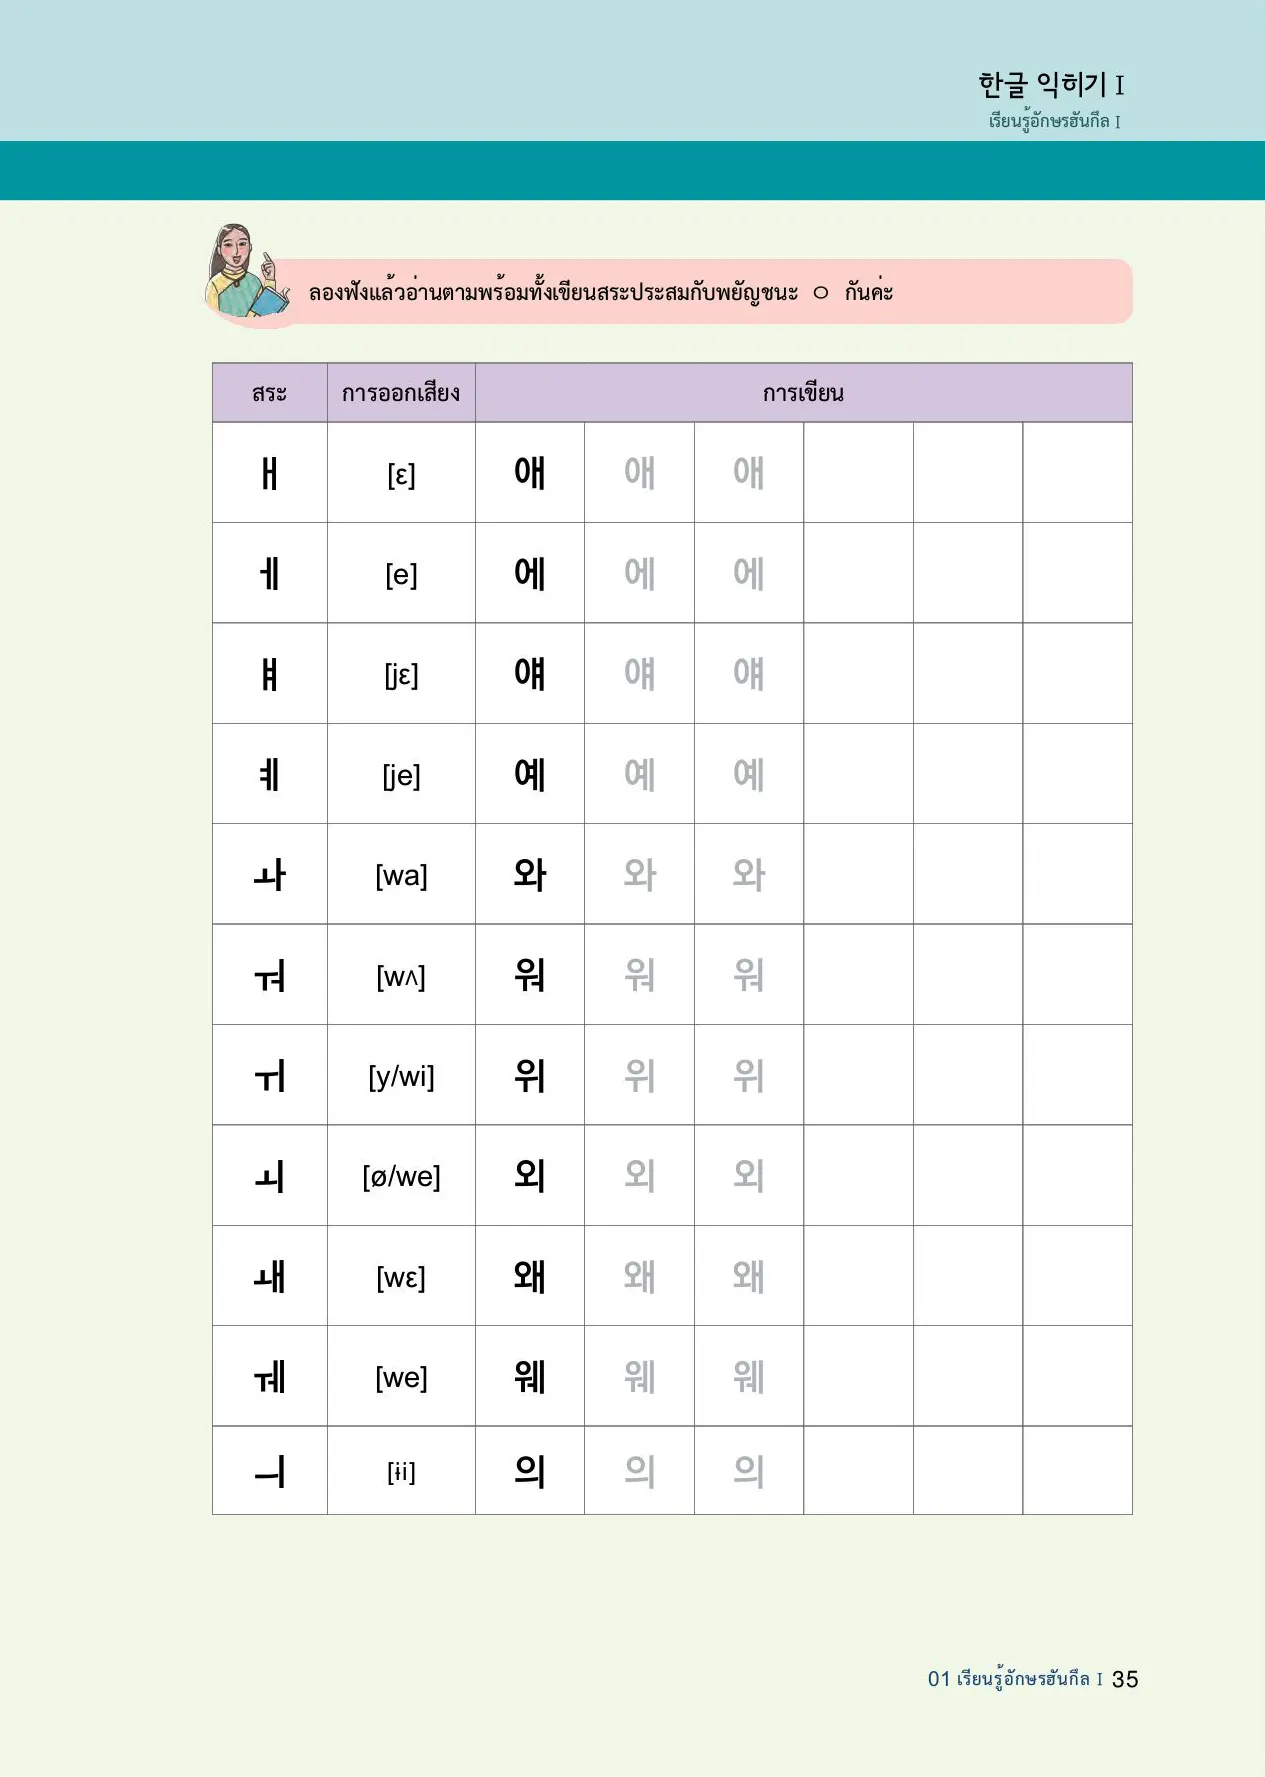 한글 익히기 I
เรียนรู้อักษรฮันกึล I
ลองฟังแล้วอ่านตามพร้อมทั้งเขียนสระประสมกับพยัญชนะ ㅇ กันค่ะ
สระ การออกเสียง การเขียน
ㅐ [ɛ] 애 애 애
ㅔ [e] 에 에 에
ㅒ [jɛ] 얘 얘 얘
ㅖ [je] 예 예 예
ㅘ [wa] 와 와 와
ㅝ [wʌ] 워 워 워
ㅟ [y/wi] 위 위 위
ㅚ [ø/we] 외 외 외
ㅙ [wɛ] 왜 왜 왜
ㅞ [we] 웨 웨 웨
ㅢ [ɨi] 의 의 의
01 เรียนรู้อักษรฮันกึล I 35